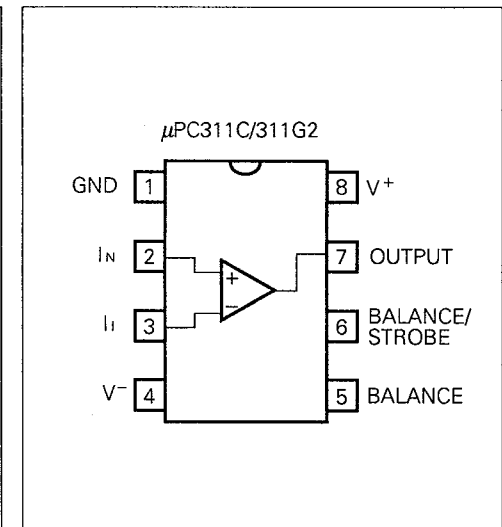 μPC311C/311G2
GND 1
8 V+
IN 2
7 OUTPUT
II 3
6 BALANCE/
STROBE
V− 4
5 BALANCE
+
−